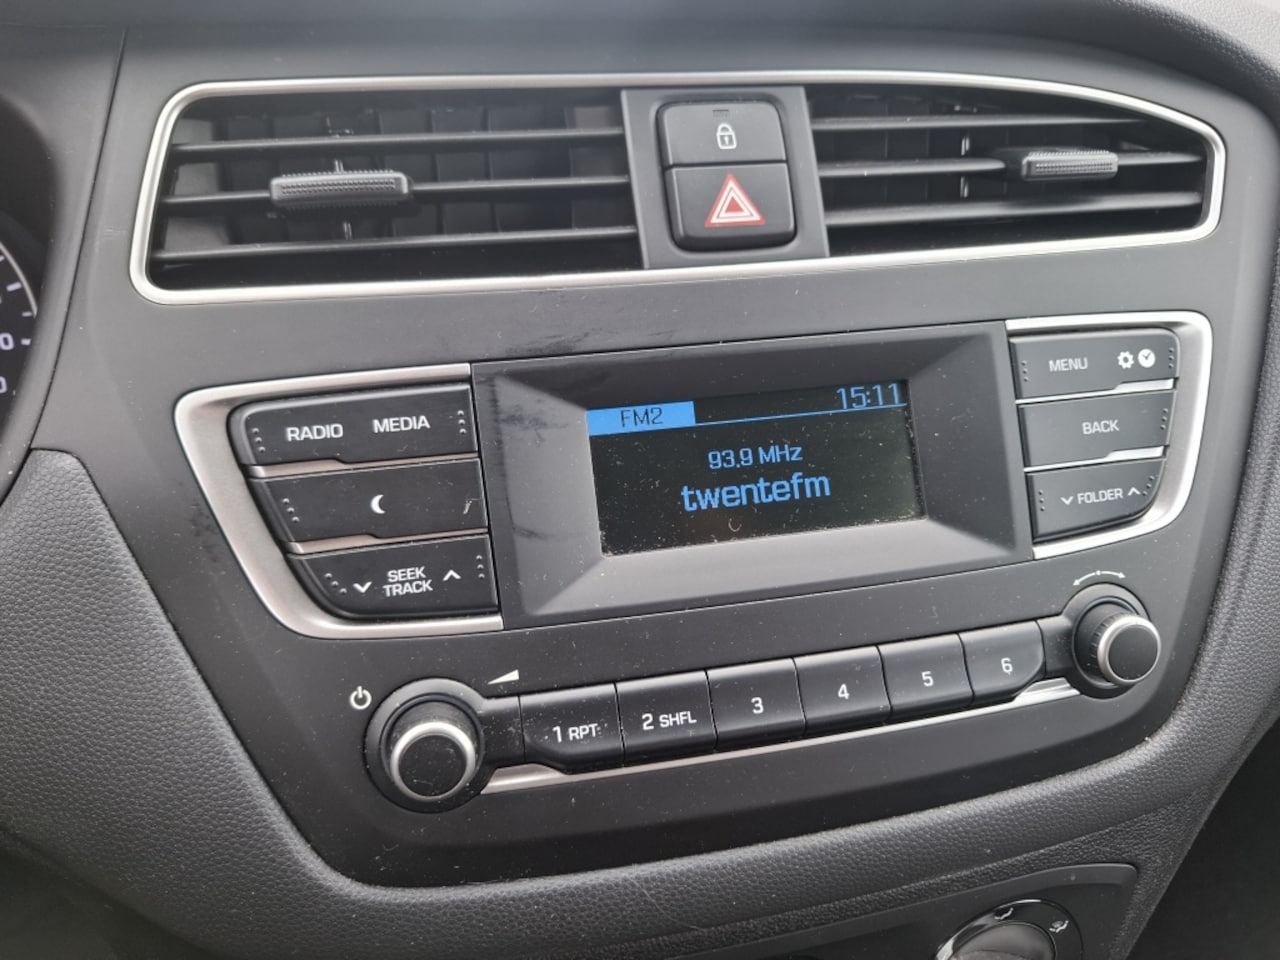 FM2 15:11
93.9 MHz
twentefm
RADIO MEDIA
SEEK
TRACK
MENU
BACK
FOLDER
1 RPT
2 SHFL
3
4
5
6